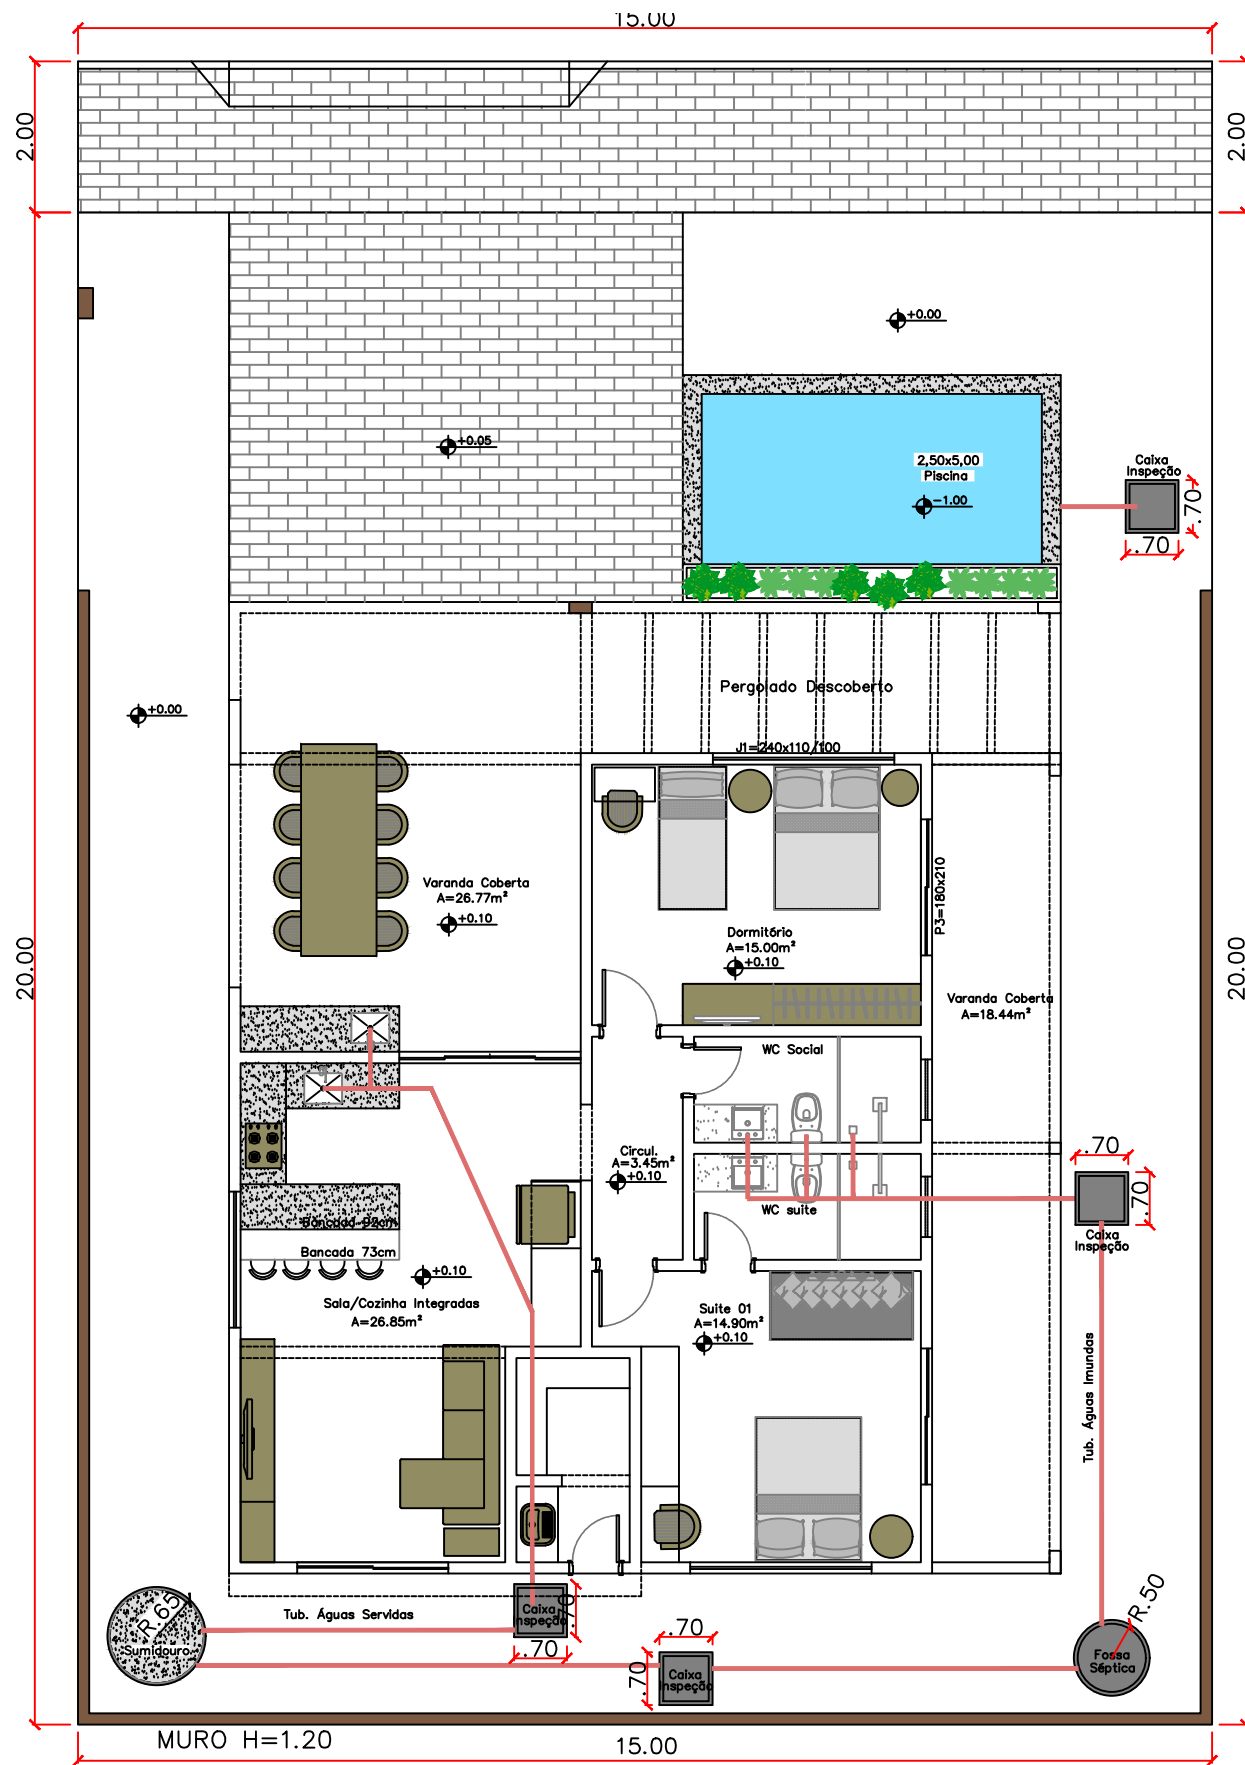 15.00
2.00
2.00
+0.00
+0.05
2,50x5,00
Piscina
-1.00
Caixa
Inspeção
.70
.70
+0.00
Pergolado Descoberto
J1=240x110/100
Varanda Coberta
A=26.77m²
+0.10
P3=180x210
Dormitório
A=15.00m²
+0.10
20.00
20.00
Varanda Coberta
A=18.44m²
WC Social
Circul.
A=3.45m²
+0.10
.70
.70
WC suite
Caixa
Inspeção
Bancada 92cm
Bancada 73cm
+0.10
Sala/Cozinha Integradas
A=26.85m²
Suite 01
A=14.90m²
+0.10
Tub. Águas Imundas
R.65
Sumidouro
Tub. Águas Servidas
Caixa
Inspeção
.70
.70
.70
.70
Caixa
Inspeção
R.50
Fossa
Séptica
MURO H=1.20
15.00